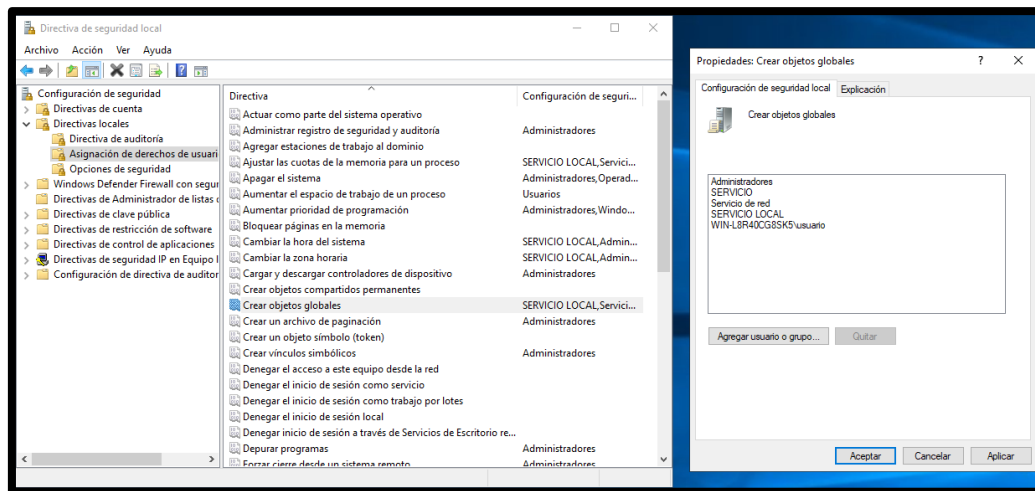 Directiva de seguridad local
Archivo Acción Ver Ayuda
Configuración de seguridad
Directivas de cuenta
Directivas locales
Directiva de auditoría
Asignación de derechos de usuari
Opciones de seguridad
Windows Defender Firewall con segur
Directivas de Administrador de listas
Directivas de clave pública
Directivas de restricción de software
Directivas de control de aplicaciones
Directivas de seguridad IP en Equipo l
Configuración de directiva de auditor
Directiva Configuración de seguri...
Actuar como parte del sistema operativo
Administrar registro de seguridad y auditoría Administradores
Agregar estaciones de trabajo al dominio
Ajustar las cuotas de la memoria para un proceso SERVICIO LOCAL,Servici...
Apagar el sistema Administradores,Operad...
Aumentar el espacio de trabajo de un proceso Usuarios
Aumentar prioridad de programación Administradores,Windo...
Bloquear páginas en la memoria
Cambiar la hora del sistema SERVICIO LOCAL,Admin...
Cambiar la zona horaria SERVICIO LOCAL,Admin...
Cargar y descargar controladores de dispositivo Administradores
Crear objetos compartidos permanentes
Crear objetos globales SERVICIO LOCAL,Servici...
Crear un archivo de paginación Administradores
Crear un objeto símbolo (token)
Crear vínculos simbólicos Administradores
Denegar el acceso a este equipo desde la red
Denegar el inicio de sesión como servicio
Denegar el inicio de sesión como trabajo por lotes
Denegar el inicio de sesión local
Denegar inicio de sesión a través de Servicios de Escritorio re...
Depurar programas Administradores
Forzar cierre desde un sistema remoto Administradores
Propiedades: Crear objetos globales
Configuración de seguridad local Explicación
Crear objetos globales
Administradores
SERVICIO
Servicio de red
SERVICIO LOCAL
WIN-L8R40CG8SK5\usuario
Agregar usuario o grupo... Quitar
Aceptar Cancelar Aplicar